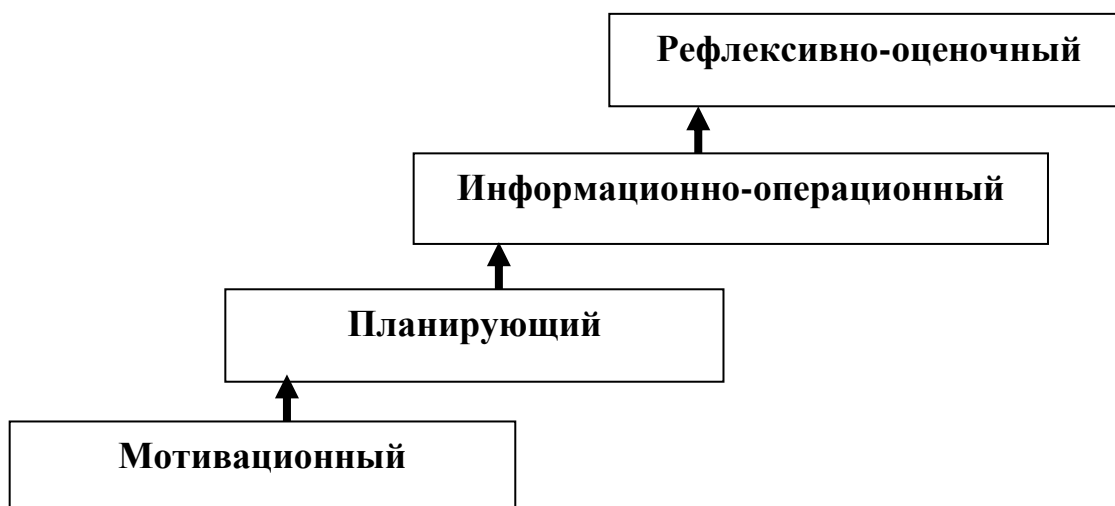 Рефлексивно-оценочный
Информационно-операционный
Планирующий
Мотивационный